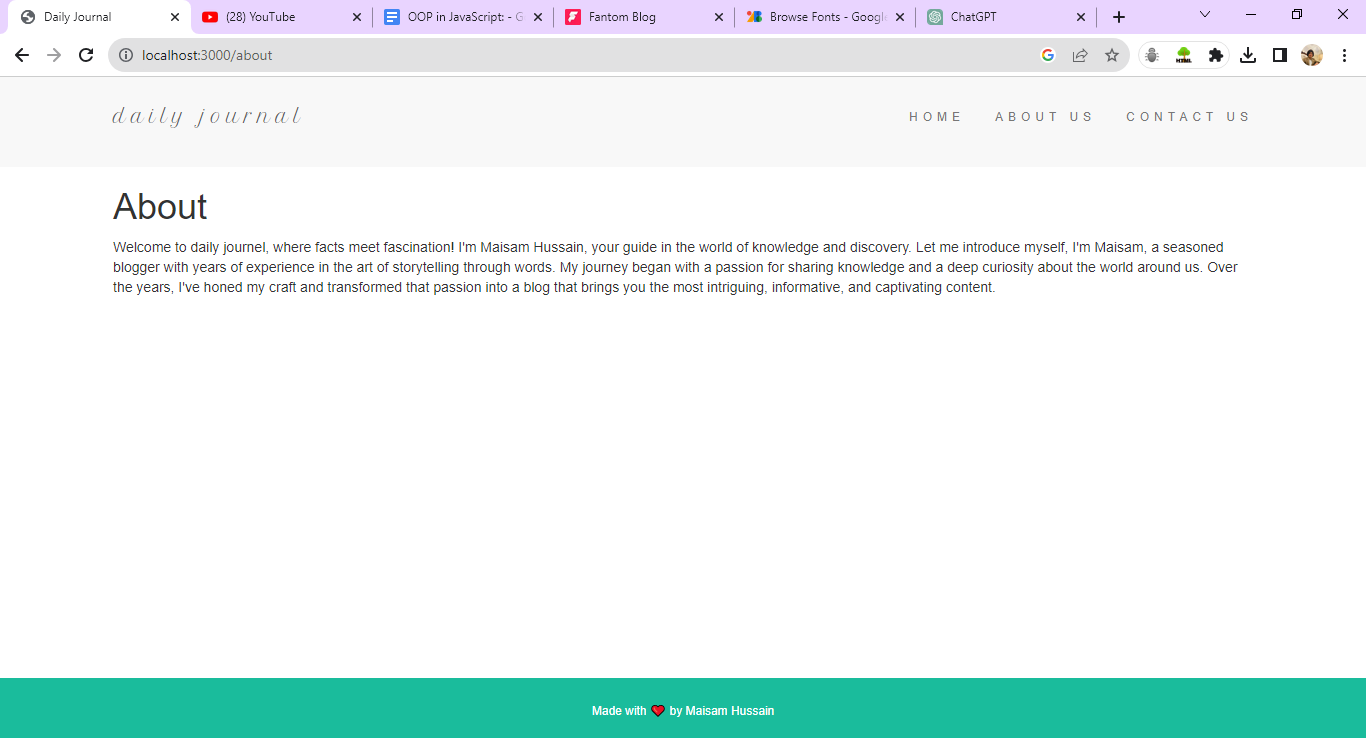 Daily Journal
(28) YouTube
OOP in JavaScript: - G
Fantom Blog
Browse Fonts - Google
ChatGPT
localhost:3000/about
HTML
daily journal
HOME ABOUT US CONTACT US
About
Welcome to daily journel, where facts meet fascination! I'm Maisam Hussain, your guide in the world of knowledge and discovery. Let me introduce myself, I'm Maisam, a seasoned
blogger with years of experience in the art of storytelling through words. My journey began with a passion for sharing knowledge and a deep curiosity about the world around us. Over
the years, I've honed my craft and transformed that passion into a blog that brings you the most intriguing, informative, and captivating content.
Made with ❤ by Maisam Hussain